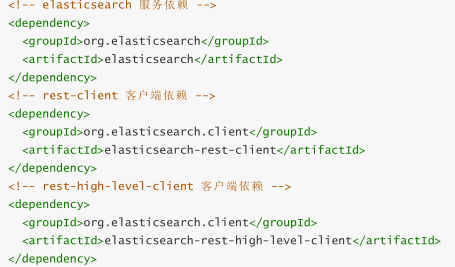 <!-- elasticsearch 服务依赖 -->
<dependency>
  <groupId>org.elasticsearch</groupId>
  <artifactId>elasticsearch</artifactId>
</dependency>
<!-- rest-client 客户端依赖 -->
<dependency>
  <groupId>org.elasticsearch.client</groupId>
  <artifactId>elasticsearch-rest-client</artifactId>
</dependency>
<!-- rest-high-level-client 客户端依赖 -->
<dependency>
  <groupId>org.elasticsearch.client</groupId>
  <artifactId>elasticsearch-rest-high-level-client</artifactId>
</dependency>